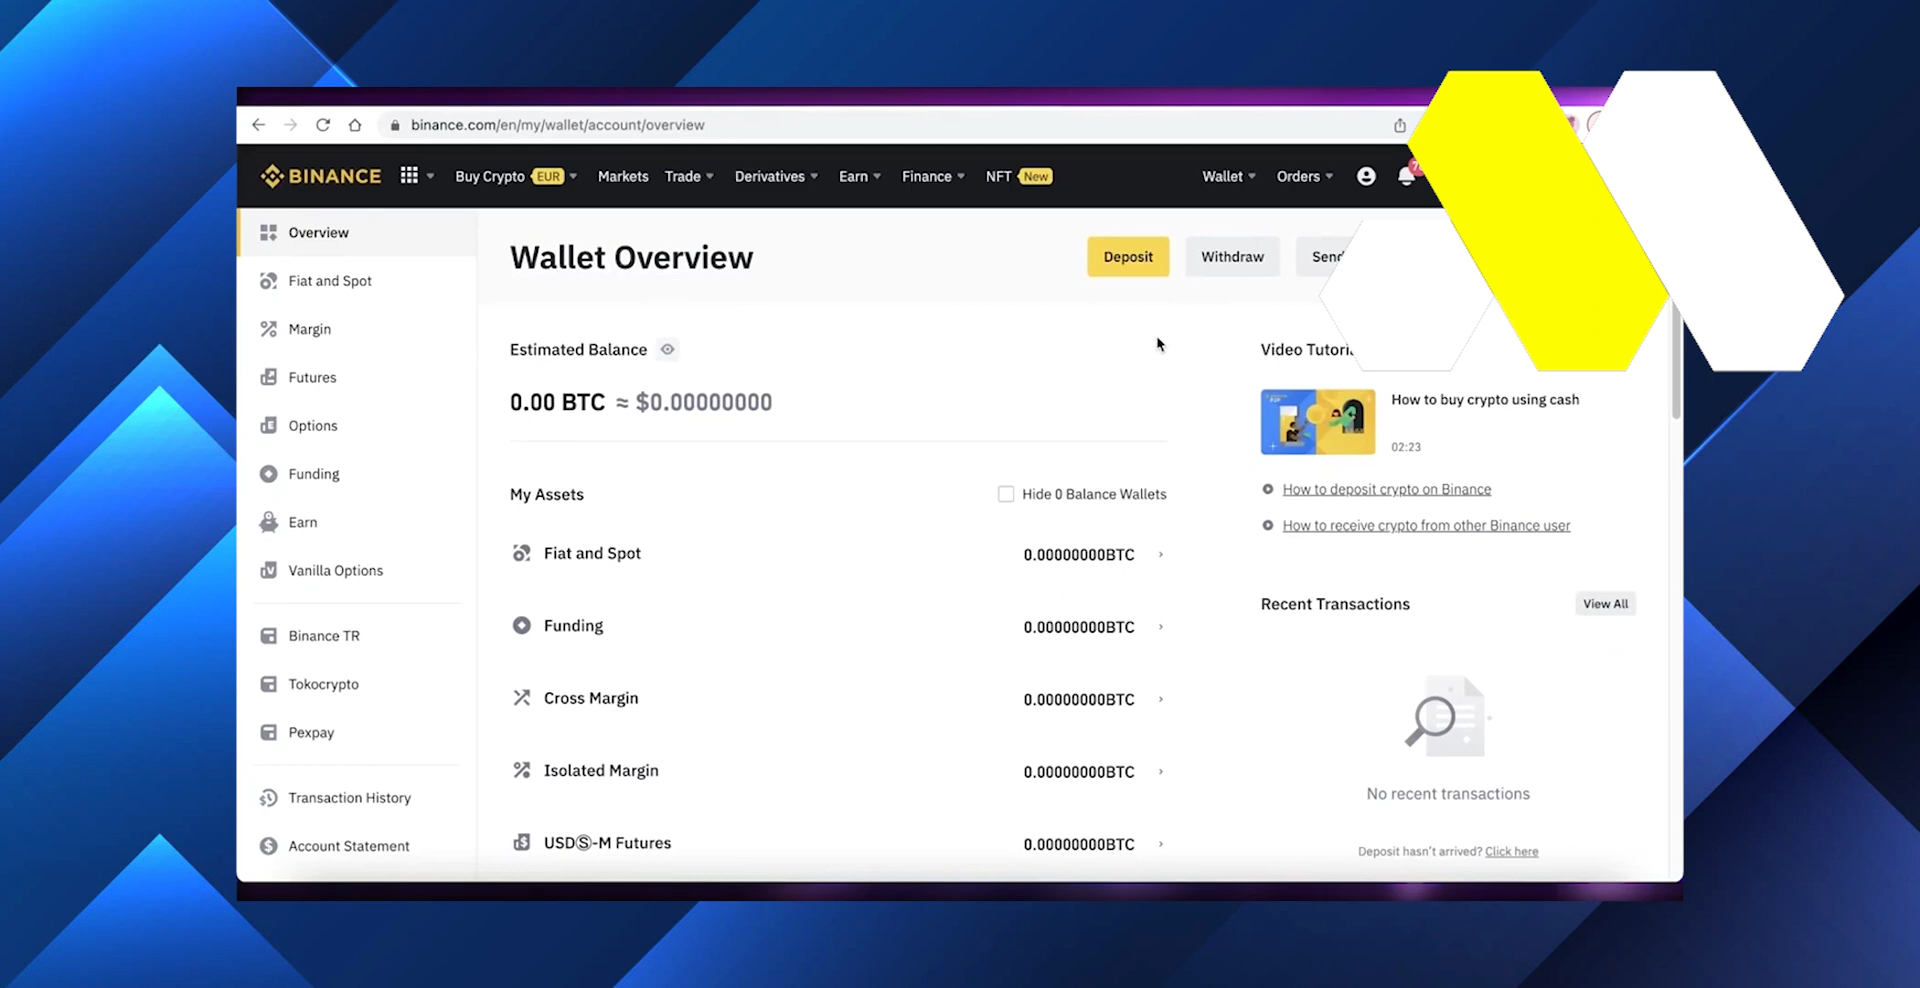 binance.com/en/my/wallet/account/overview
BINANCE Buy Crypto EUR Markets Trade Derivatives Earn Finance NFT New Wallet Orders
Overview
Fiat and Spot
Margin
Futures
Options
Funding
Earn
Vanilla Options
Binance TR
Tokocrypto
Pexpay
Transaction History
Account Statement
Wallet Overview
Deposit Withdraw Send
Estimated Balance
0.00 BTC ≈ $0.00000000
My Assets Hide 0 Balance Wallets
Fiat and Spot 0.00000000BTC
Funding 0.00000000BTC
Cross Margin 0.00000000BTC
Isolated Margin 0.00000000BTC
USDⓈ-M Futures 0.00000000BTC
Video Tutori
How to buy crypto using cash
02:23
How to deposit crypto on Binance
How to receive crypto from other Binance user
Recent Transactions View All
No recent transactions
Deposit hasn't arrived? Click here